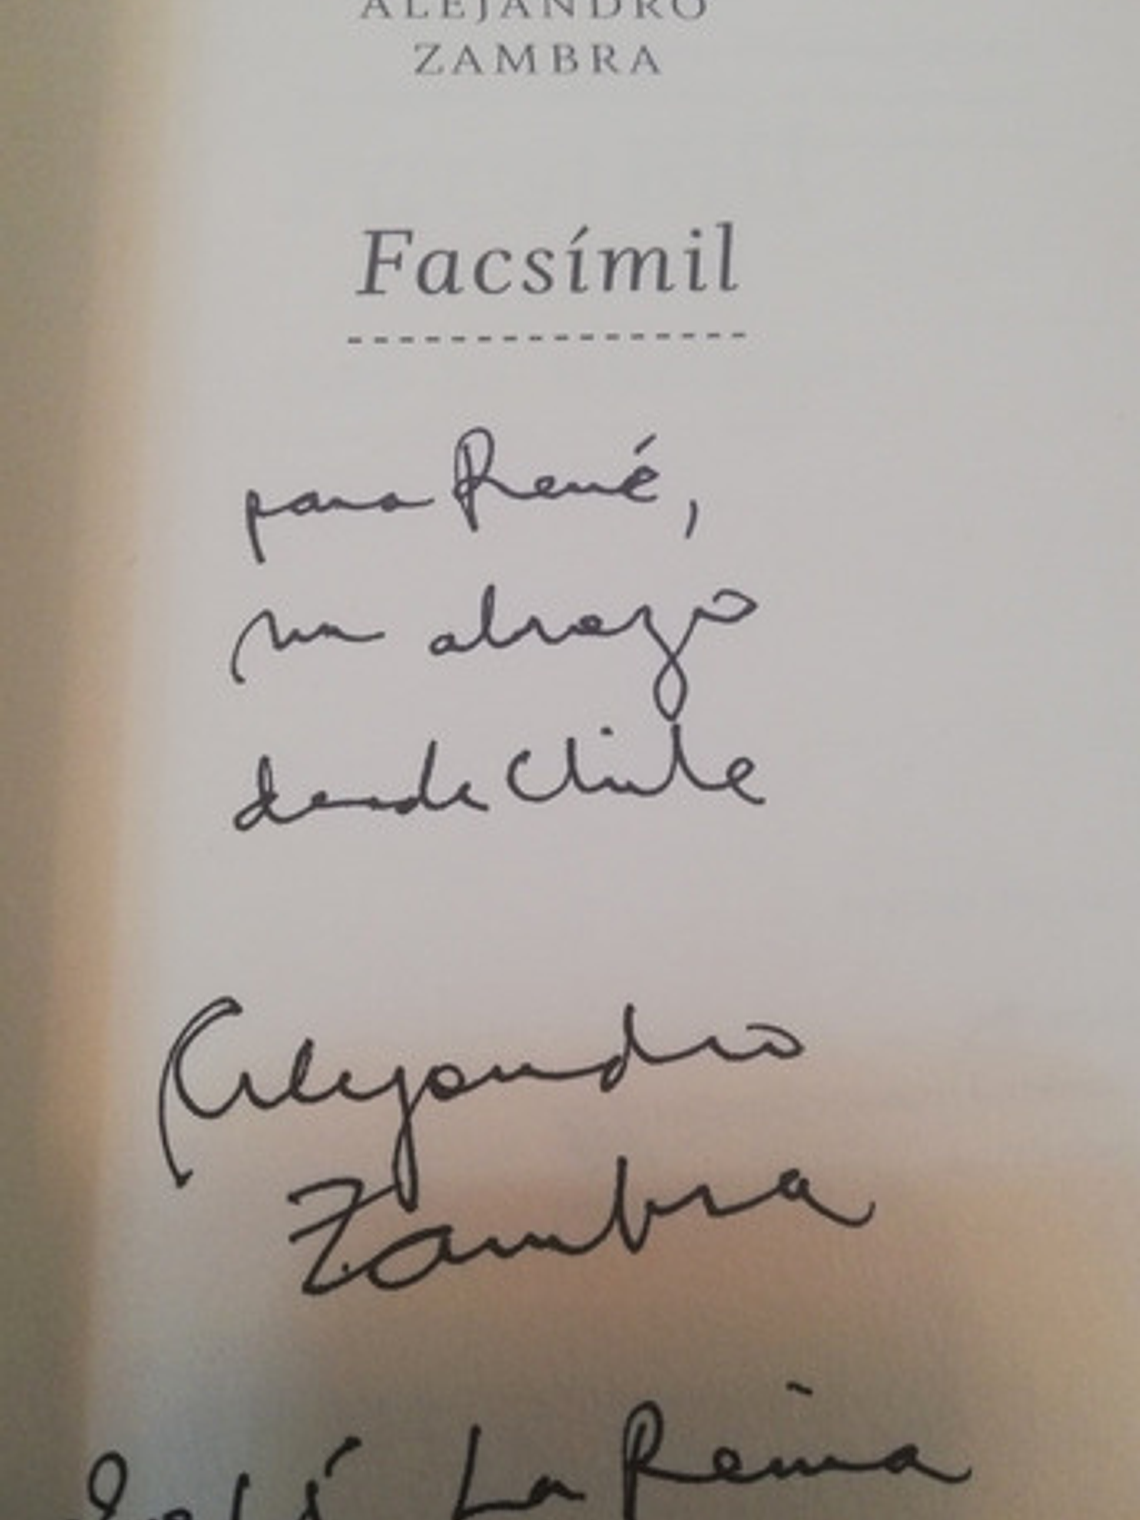 ALEJANDRO
ZAMBRA
Facsímil
para René,
un abrazo
desde Chile
Alejandro
Zambra
La Reina